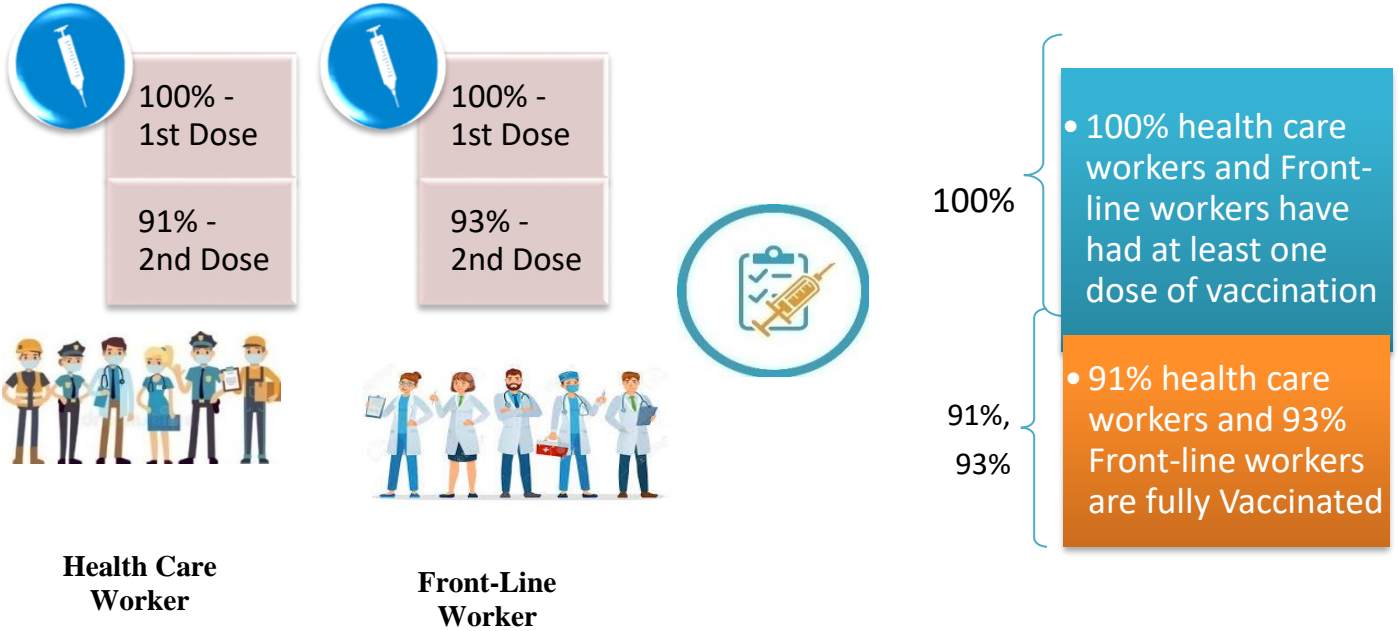 100% -
1st Dose
91% -
2nd Dose
Health Care
Worker
100% -
1st Dose
93% -
2nd Dose
Front-Line
Worker
100%
• 100% health care
workers and Front-
line workers have
had at least one
dose of vaccination
91%,
93%
• 91% health care
workers and 93%
Front-line workers
are fully Vaccinated